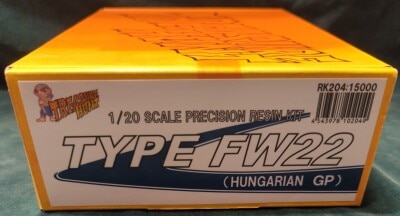 RK204:15000
1/20 SCALE PRECISION RESIN KIT
TYPE FW22
(HUNGARIAN GP)